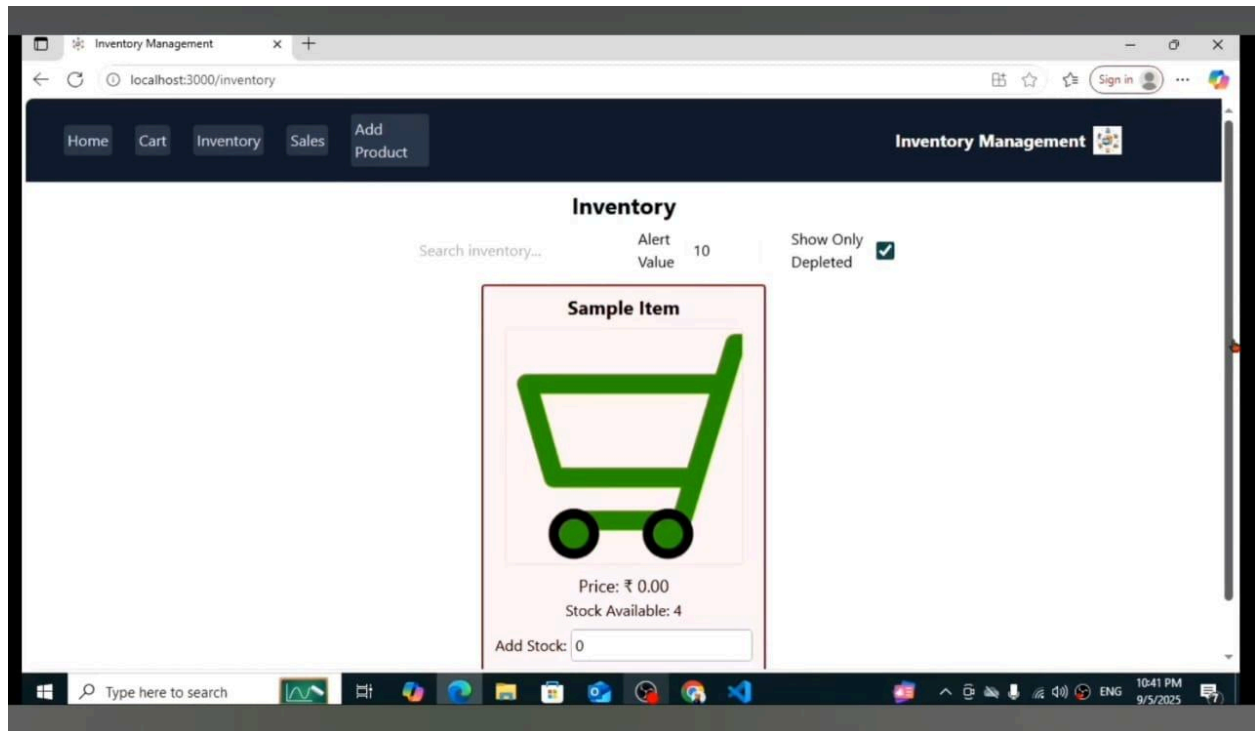 Inventory Management
localhost:3000/inventory
Sign in
Home Cart Inventory Sales Add Product
Inventory Management
Inventory
Search inventory...
Alert Value 10
Show Only Depleted
Sample Item
Price: ₹ 0.00
Stock Available: 4
Add Stock: 0
Type here to search
ENG
10:41 PM
9/5/2025
7